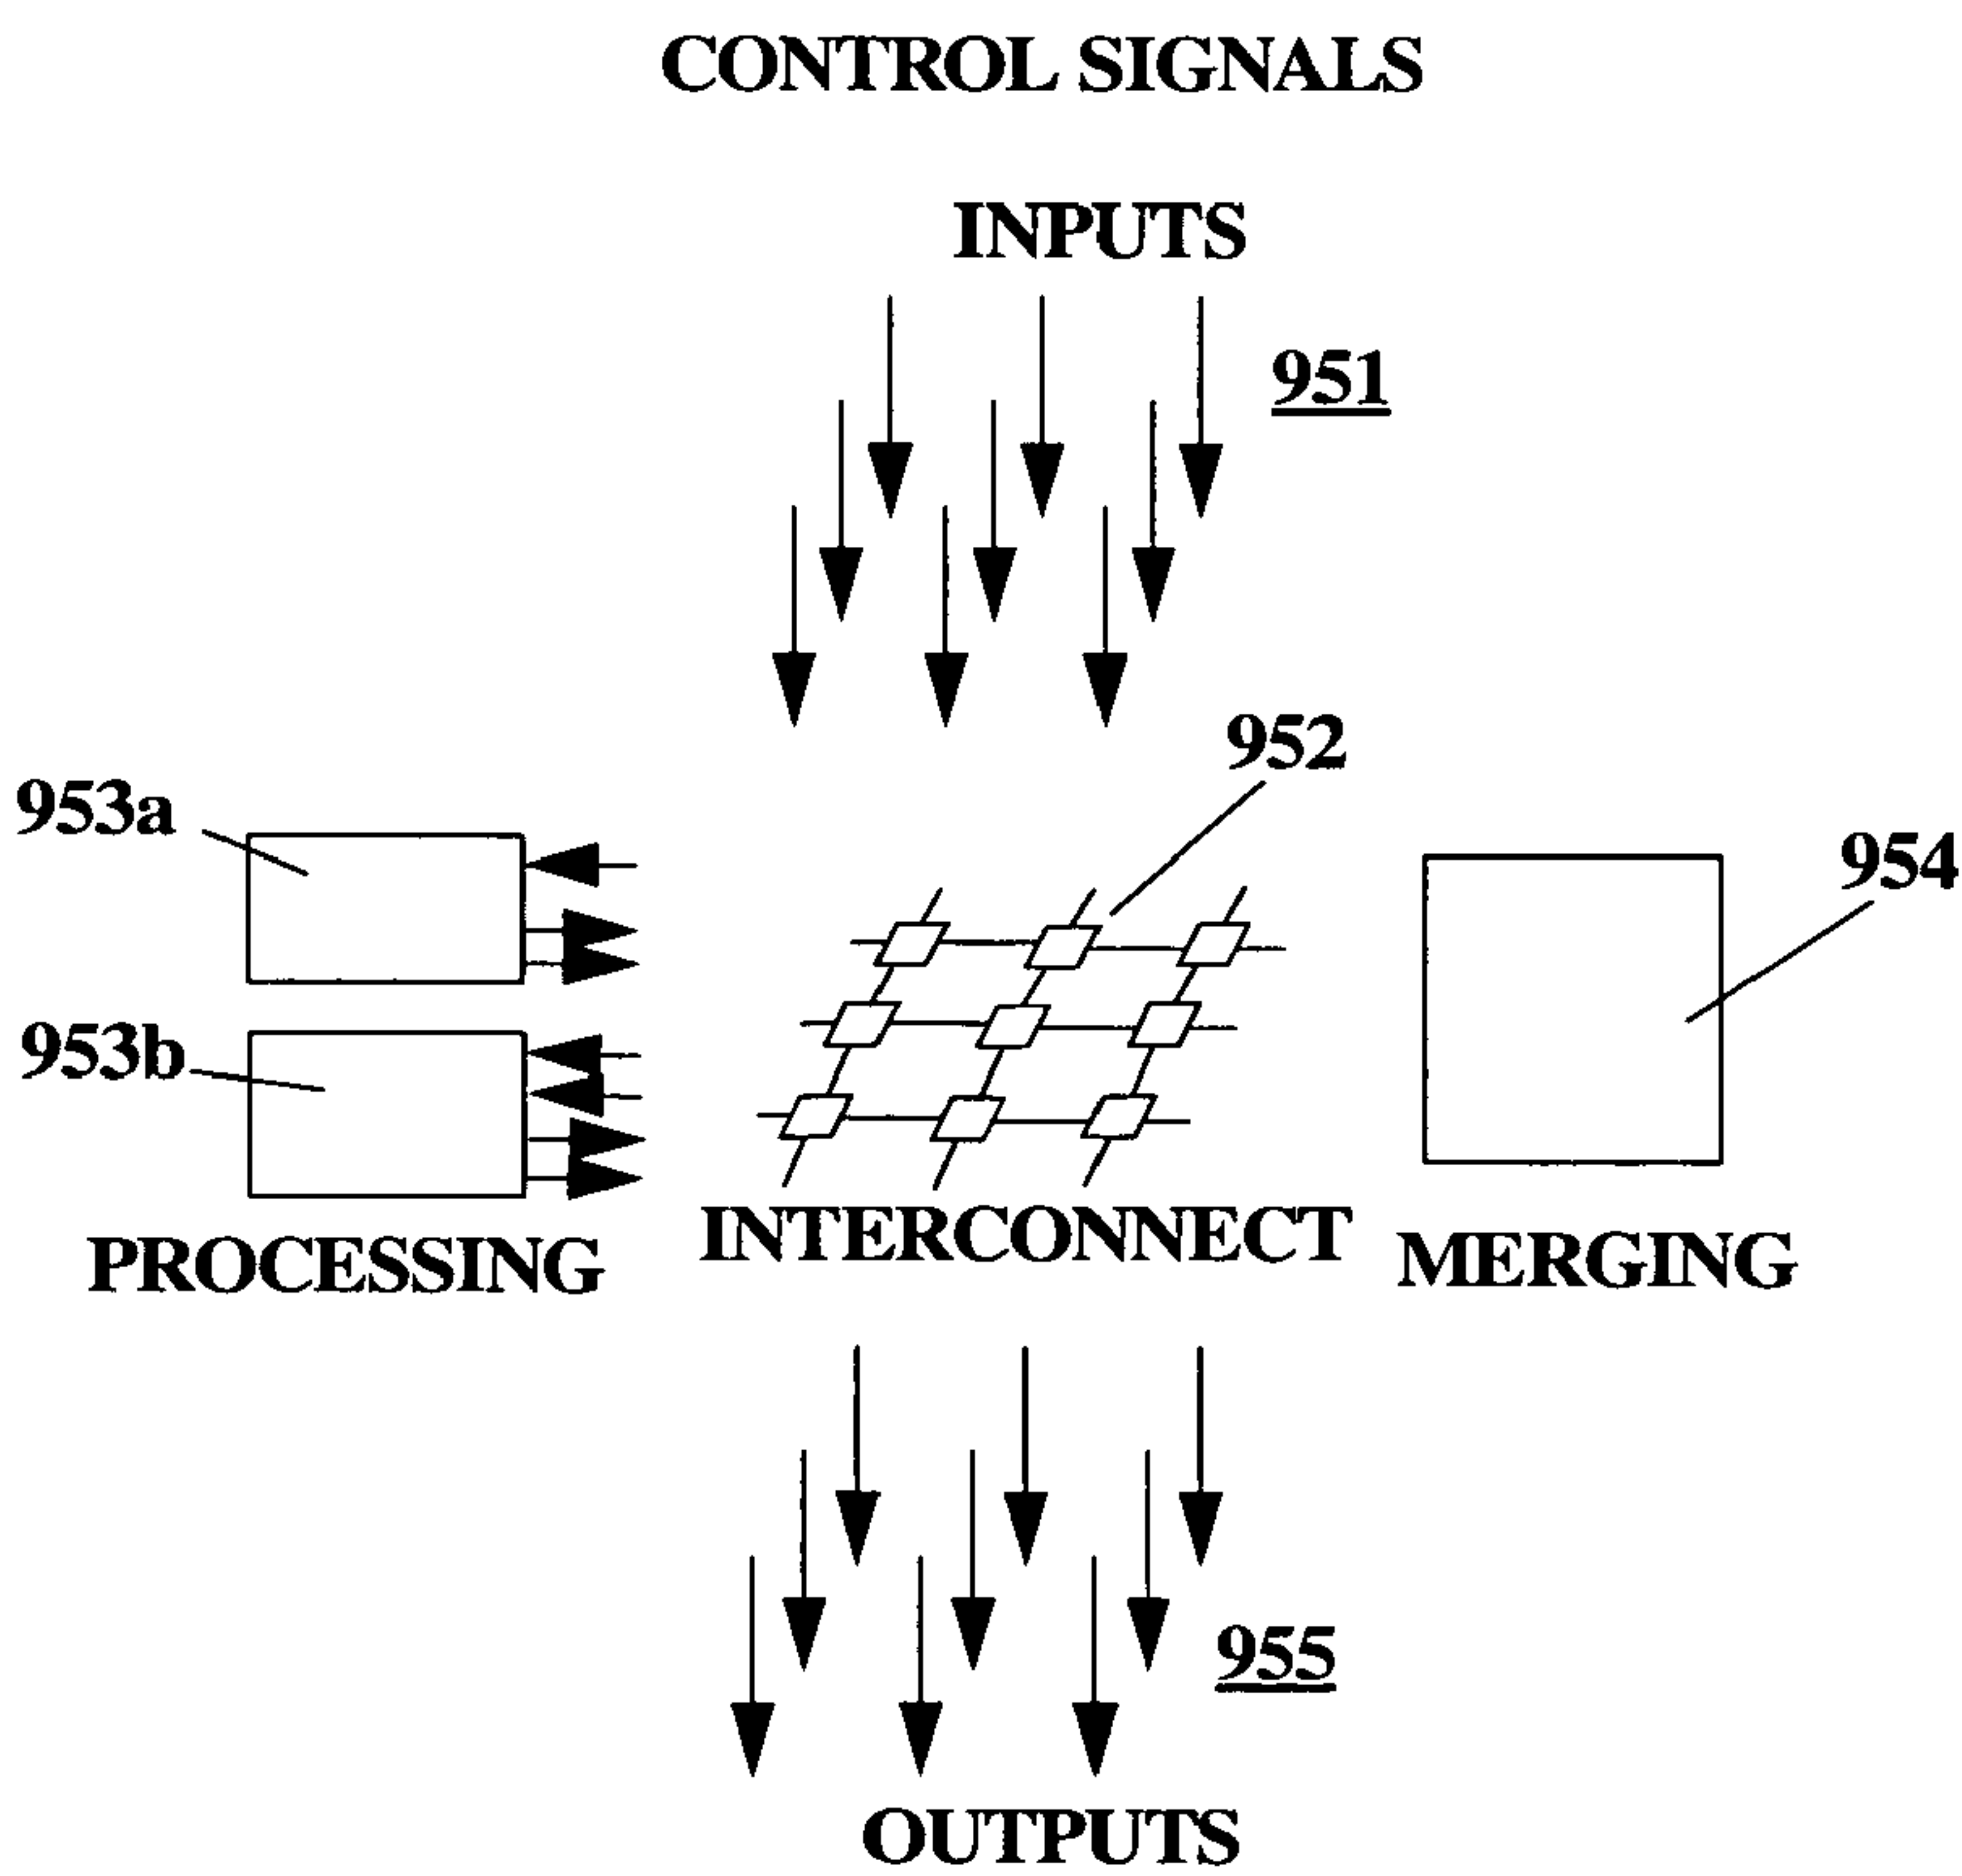 CONTROL SIGNALS
INPUTS
951
952
953a
954
953b
INTERCONNECT
PROCESSING
MERGING
955
OUTPUTS